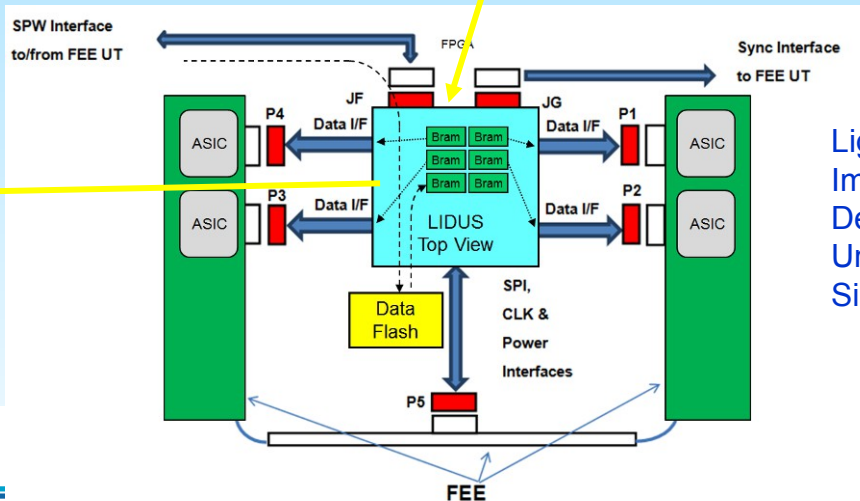 SPW Interface
to/from FEE UT
FPGA
Sync Interface
to FEE UT
JF
JG
P4
Data I/F
Data I/F
P1
ASIC
Bram
Bram
ASIC
Bram
Bram
Bram
Bram
P3
P2
ASIC
Data I/F
LIDUS
Top View
Data I/F
ASIC
Data
Flash
SPI,
CLK &
Power
Interfaces
P5
FEE